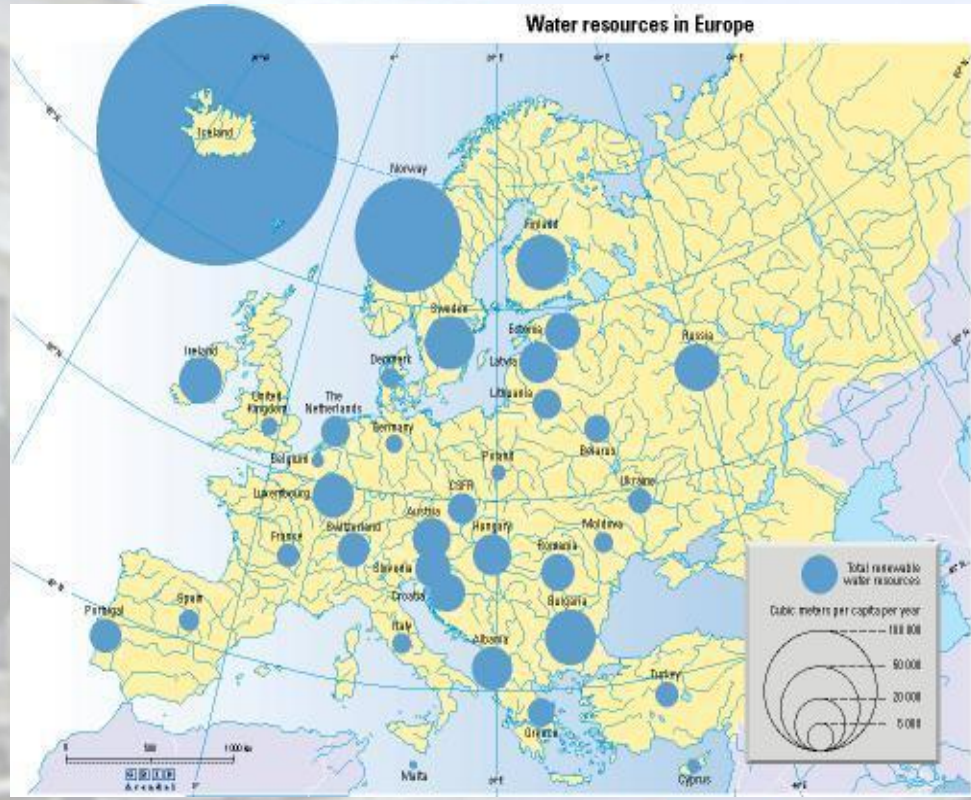 Water resources in Europe
Iceland
Norway
Finland
Sweden
Estonia
Russia
Ireland
Denmark
Latvia
United
Kingdom
The
Netherlands
Lithuania
Germany
Belarus
Belgium
Poland
Luxembourg
CSFR
Ukraine
Austria
Switzerland
Hungary
Moldova
France
Romania
Slovenia
Croatia
Bulgaria
Portugal
Spain
Italy
Albania
Turkey
Greece
Malta
Cyprus
Total renewable
water resources
Cubic meters per capita per year
100 000
50 000
20 000
5 000
0 500 1000 Km
G R I D
Arendal